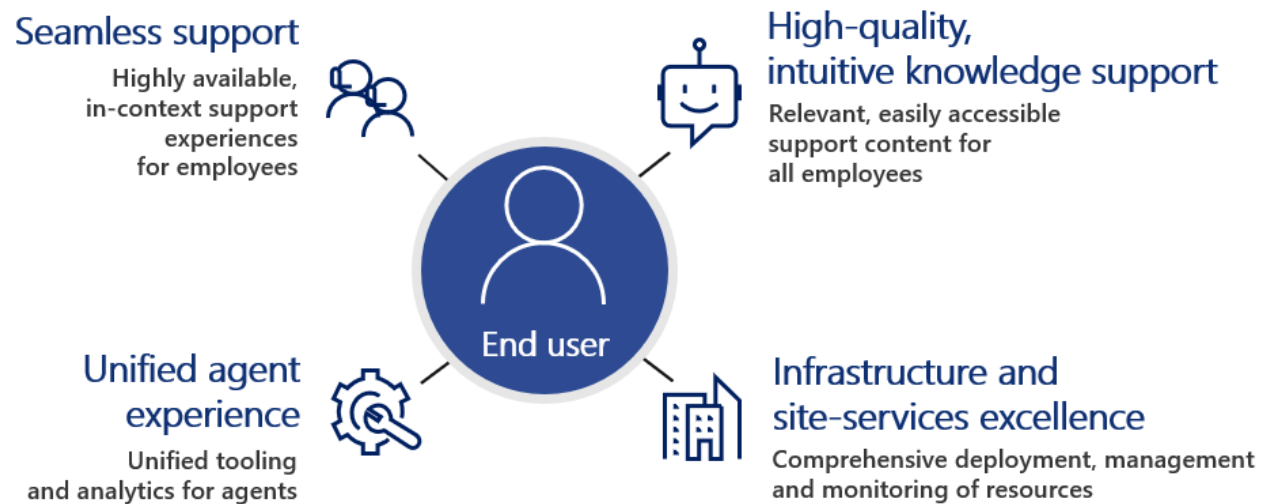 Seamless support
Highly available,
in-context support
experiences
for employees
High-quality,
intuitive knowledge support
Relevant, easily accessible
support content for
all employees
End user
Unified agent
experience
Unified tooling
and analytics for agents
Infrastructure and
site-services excellence
Comprehensive deployment, management
and monitoring of resources